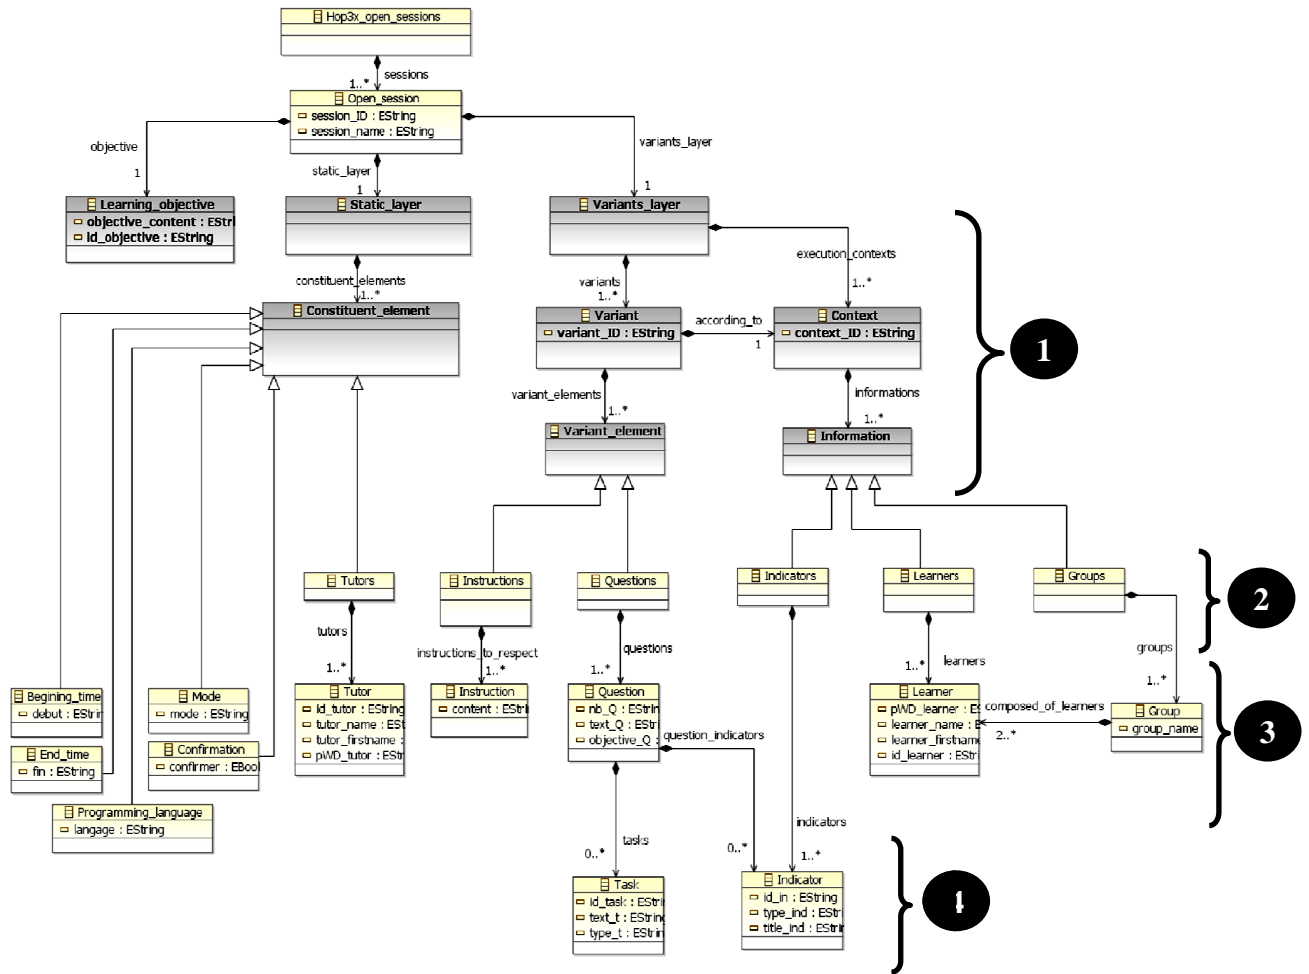 Hop3x_open_sessions
sessions
1..*
Open_session
session_ID : EString
session_name : EString
objective
1
static_layer
1
variants_layer
1
Learning_objective
objective_content : EStri
id_objective : EString
Static_layer
Variants_layer
constituent_elements
1..*
variants
1..*
execution_contexts
1..*
Constituent_element
Variant
variant_ID : EString
according_to
1
Context
context_ID : EString
1
variant_elements
1..*
informations
1..*
Variant_element
Information
Tutors
Instructions
Questions
Indicators
Learners
Groups
2
tutors
1..*
instructions_to_respect
1..*
questions
1..*
learners
1..*
groups
1..*
Begining_time
debut : EStrin
Mode
mode : EString
Tutor
id_tutor : EString
tutor_name : ESt
tutor_firstname :
pWD_tutor : EStr
Instruction
content : EStri
Question
nb_Q : EStrin
text_Q : EStri
objective_Q :
question_indicators
Learner
pWD_learner : ES
learner_name : E
learner_firstname
id_learner : EStri
composed_of_learners
2..*
Group
group_name
3
End_time
fin : EString
Confirmation
confirmer : EBool
Programming_language
langage : EString
tasks
0..*
0..*
indicators
1..*
Task
id_task : EStrin
text_t : EString
type_t : EStrin
Indicator
id_in : EString
type_ind : EStri
title_ind : EStrin
4